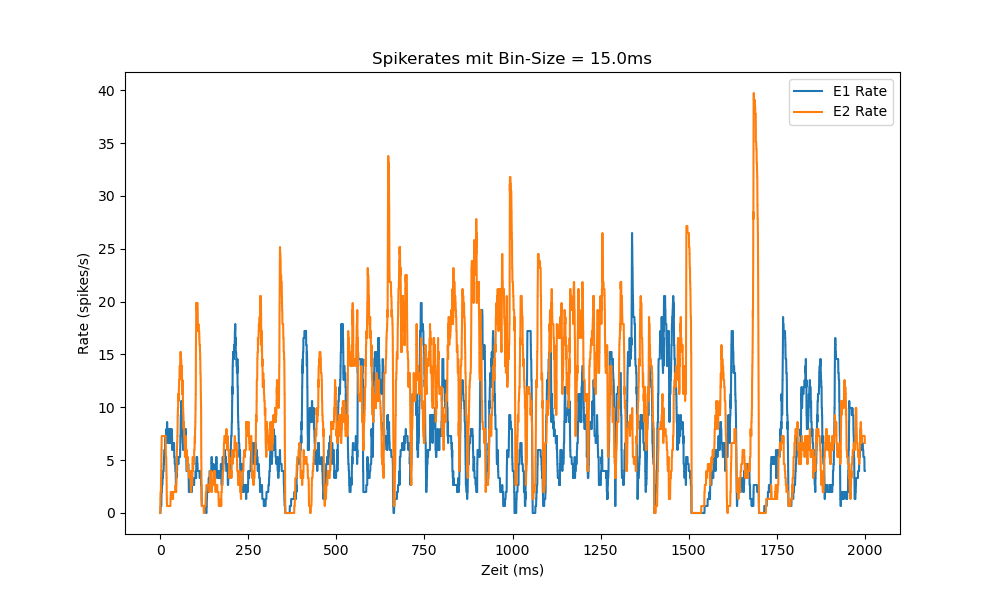 Spikerates mit Bin-Size = 15.0ms
E1 Rate
E2 Rate
40
35
30
25
20
15
10
5
0
Rate (spikes/s)
0 250 500 750 1000 1250 1500 1750 2000
Zeit (ms)